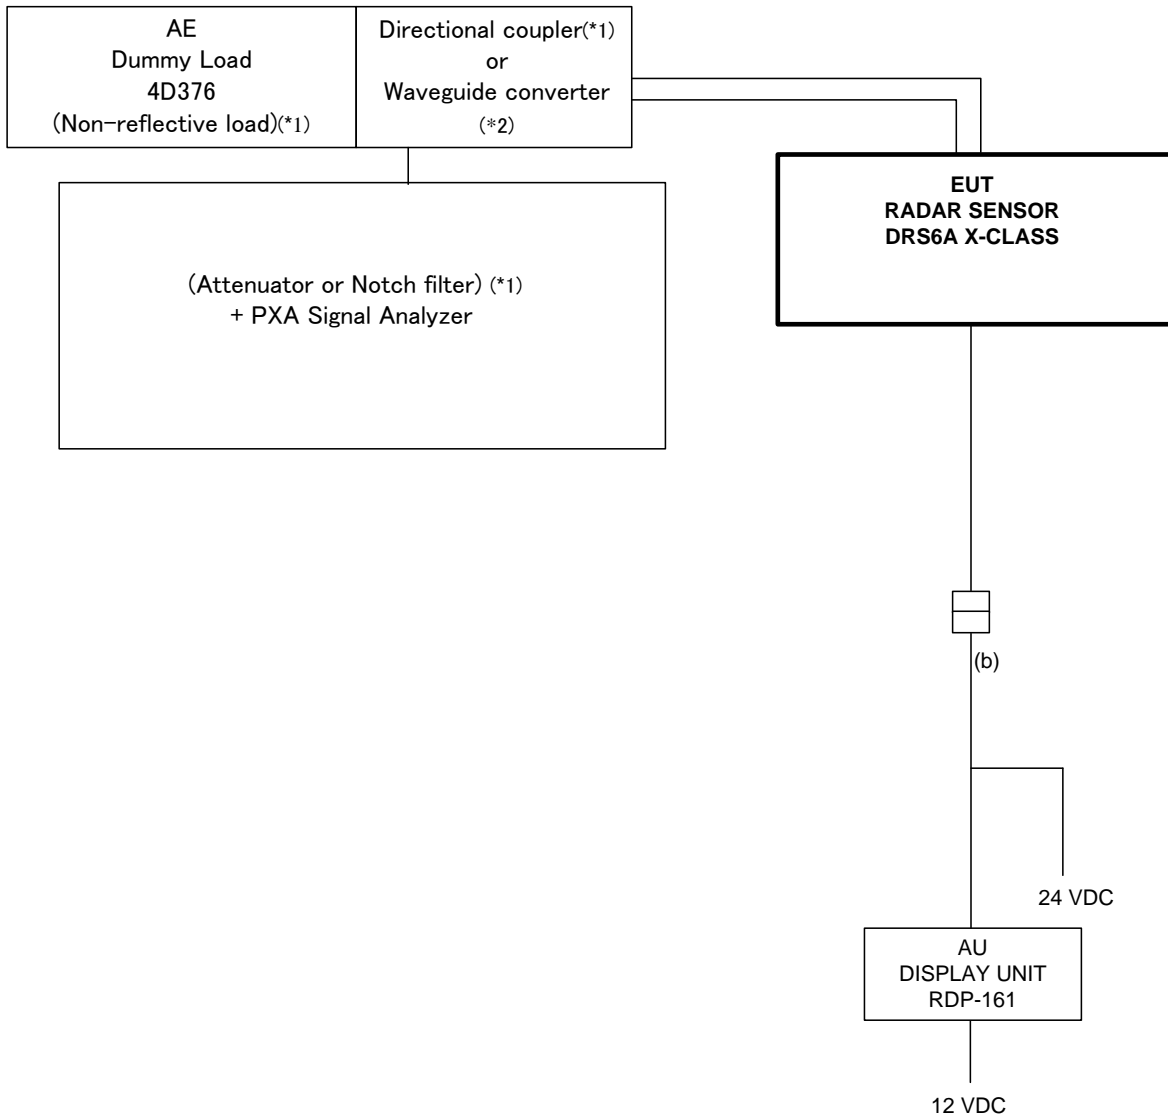 AE
Dummy Load
4D376
(Non-reflective load)(*1)
Directional coupler(*1)
or
Waveguide converter
(*2)
EUT
RADAR SENSOR
DRS6A X-CLASS
(Attenuator or Notch filter) (*1)
+ PXA Signal Analyzer
(b)
24 VDC
AU
DISPLAY UNIT
RDP-161
12 VDC